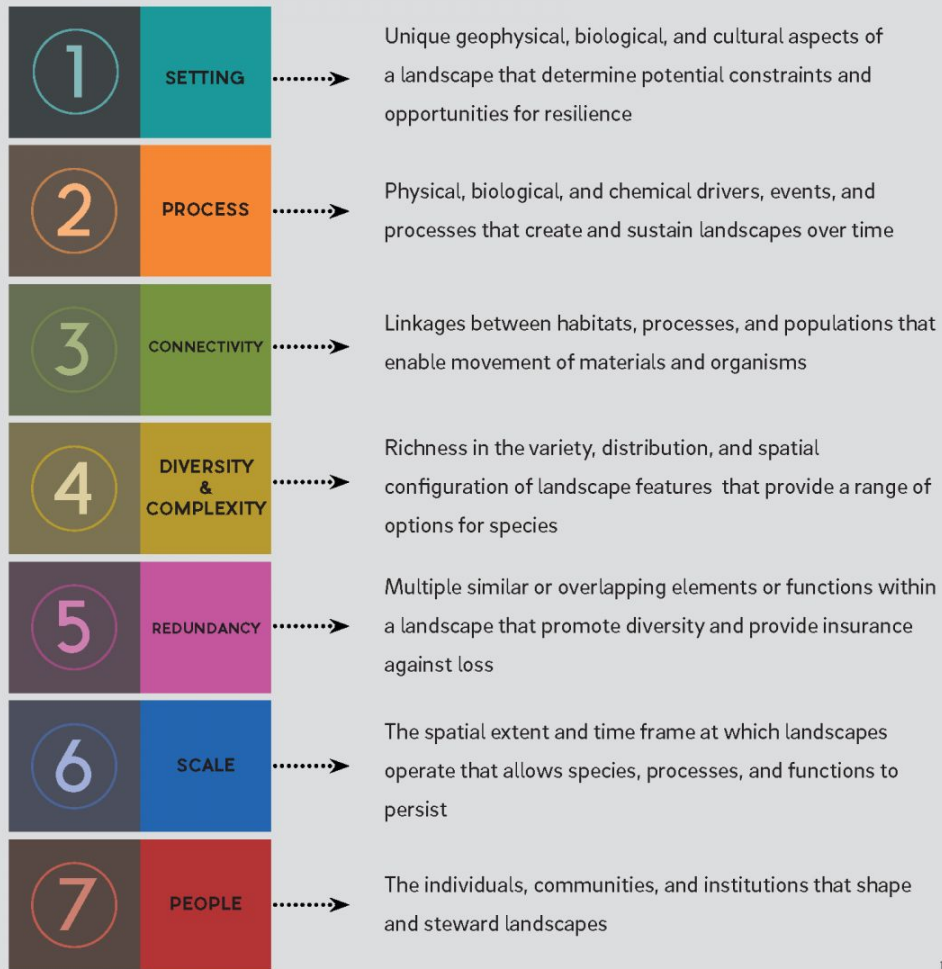 1
SETTING
Unique geophysical, biological, and cultural aspects of
a landscape that determine potential constraints and
opportunities for resilience
2
PROCESS
Physical, biological, and chemical drivers, events, and
processes that create and sustain landscapes over time
3
CONNECTIVITY
Linkages between habitats, processes, and populations that
enable movement of materials and organisms
4
DIVERSITY
&
COMPLEXITY
Richness in the variety, distribution, and spatial
configuration of landscape features that provide a range of
options for species
5
REDUNDANCY
Multiple similar or overlapping elements or functions within
a landscape that promote diversity and provide insurance
against loss
6
SCALE
The spatial extent and time frame at which landscapes
operate that allows species, processes, and functions to
persist
7
PEOPLE
The individuals, communities, and institutions that shape
and steward landscapes